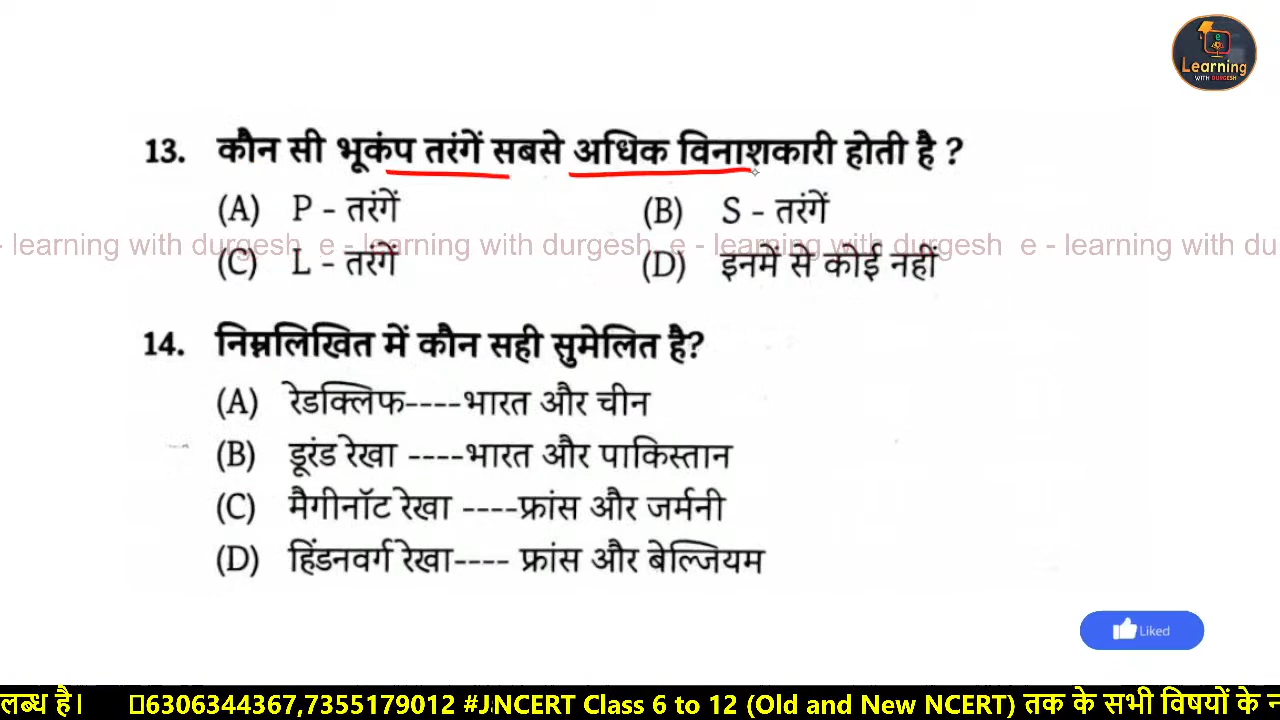 e
Learning
WITH DURGESH
13. कौन सी भूकंप तरंगें सबसे अधिक विनाशकारी होती है ?
(A) P - तरंगें (B) S - तरंगें
- learning with durgesh e - learning with durgesh e - learning with durgesh e - learning with du
(C) L - तरंगें (D) इनमें से कोई नहीं
14. निम्नलिखित में कौन सही सुमेलित है?
(A) रेडक्लिफ----भारत और चीन
(B) डूरंड रेखा ----भारत और पाकिस्तान
(C) मैगीनॉट रेखा ----फ्रांस और जर्मनी
(D) हिंडनवर्ग रेखा---- फ्रांस और बेल्जियम
Liked
लब्ध है। 6306344367,7355179012 #J NCERT Class 6 to 12 (Old and New NCERT) तक के सभी विषयों के